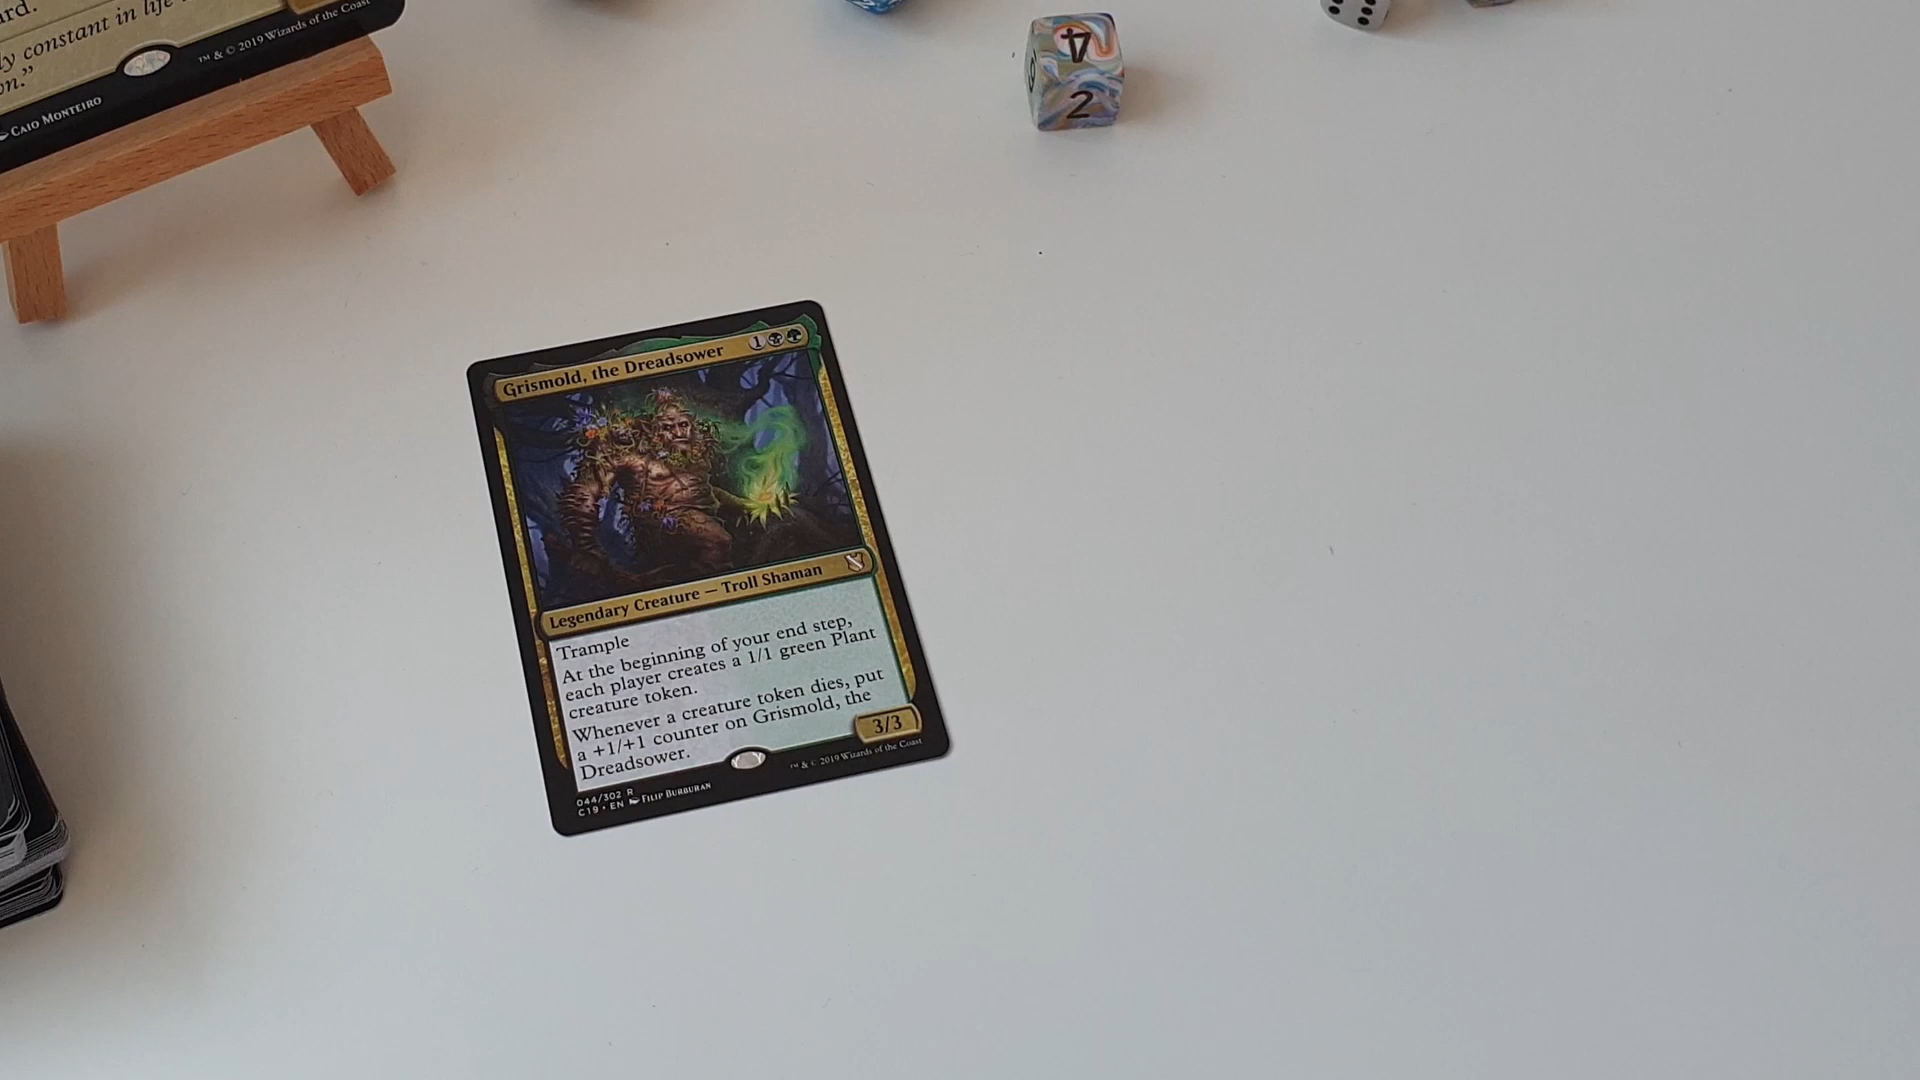 rd.
ly constant in life
on.”
™ & © 2019 Wizards of the Coast
CAIO MONTEIRO
4
2
Grismold, the Dreadsower 1
Legendary Creature — Troll Shaman
Trample
At the beginning of your end step,
each player creates a 1/1 green Plant
creature token.
Whenever a creature token dies, put
a +1/+1 counter on Grismold, the
Dreadsower.
3/3
044/302 R
C19 • EN FILIP BURBURAN
™ & © 2019 Wizards of the Coast